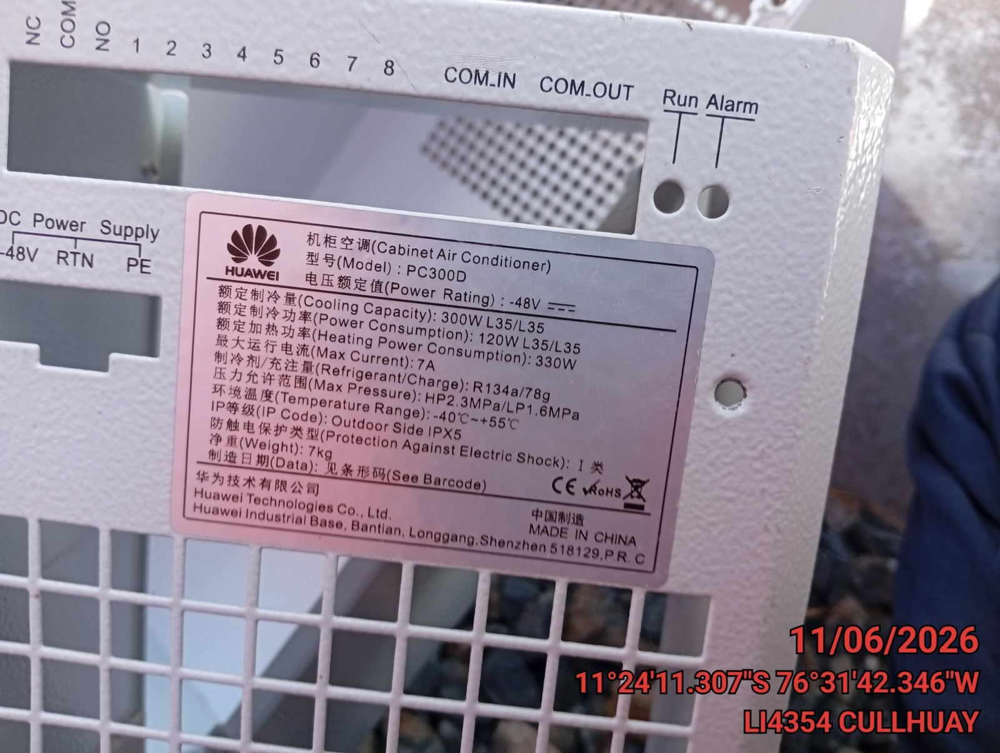 NC COM NO 1 2 3 4 5 6 7 8 COM_IN COM_OUT
Run Alarm
DC Power Supply
-48V RTN PE
HUAWEI
机柜空调(Cabinet Air Conditioner)
型号(Model) : PC300D
电压额定值(Power Rating) : -48V
额定制冷量(Cooling Capacity): 300W L35/L35
额定制冷功率(Power Consumption): 120W L35/L35
额定加热功率(Heating Power Consumption): 330W
最大运行电流(Max Current): 7A
制冷剂/充注量(Refrigerant/Charge): R134a/78g
压力允许范围(Max Pressure): HP2.3MPa/LP1.6MPa
环境温度(Temperature Range): -40℃~+55℃
IP等级(IP Code): Outdoor Side IPX5
防触电保护类型(Protection Against Electric Shock): I 类
净重(Weight): 7kg
制造日期(Data): 见条形码(See Barcode)
CE RoHS
华为技术有限公司
Huawei Technologies Co., Ltd.
中国制造
MADE IN CHINA
Huawei Industrial Base, Bantian, Longgang,Shenzhen 518129,P.R. C
11/06/2026
11°24'11.307"S 76°31'42.346"W
LI4354 CULLHUAY